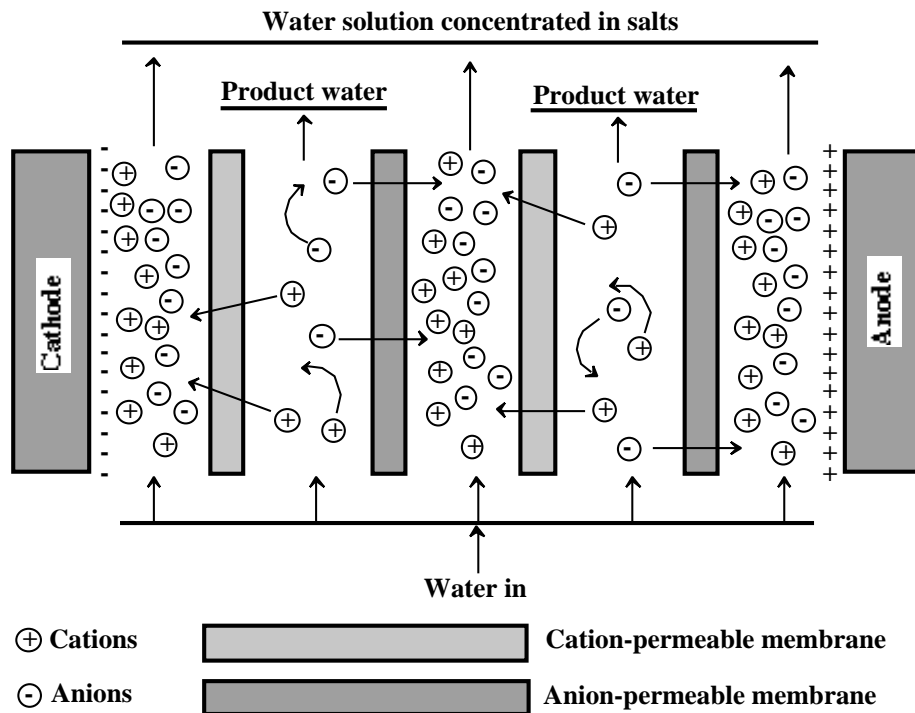 Water solution concentrated in salts
Product water
Product water
Cathode
Anode
Water in
Cations
Cation-permeable membrane
Anions
Anion-permeable membrane